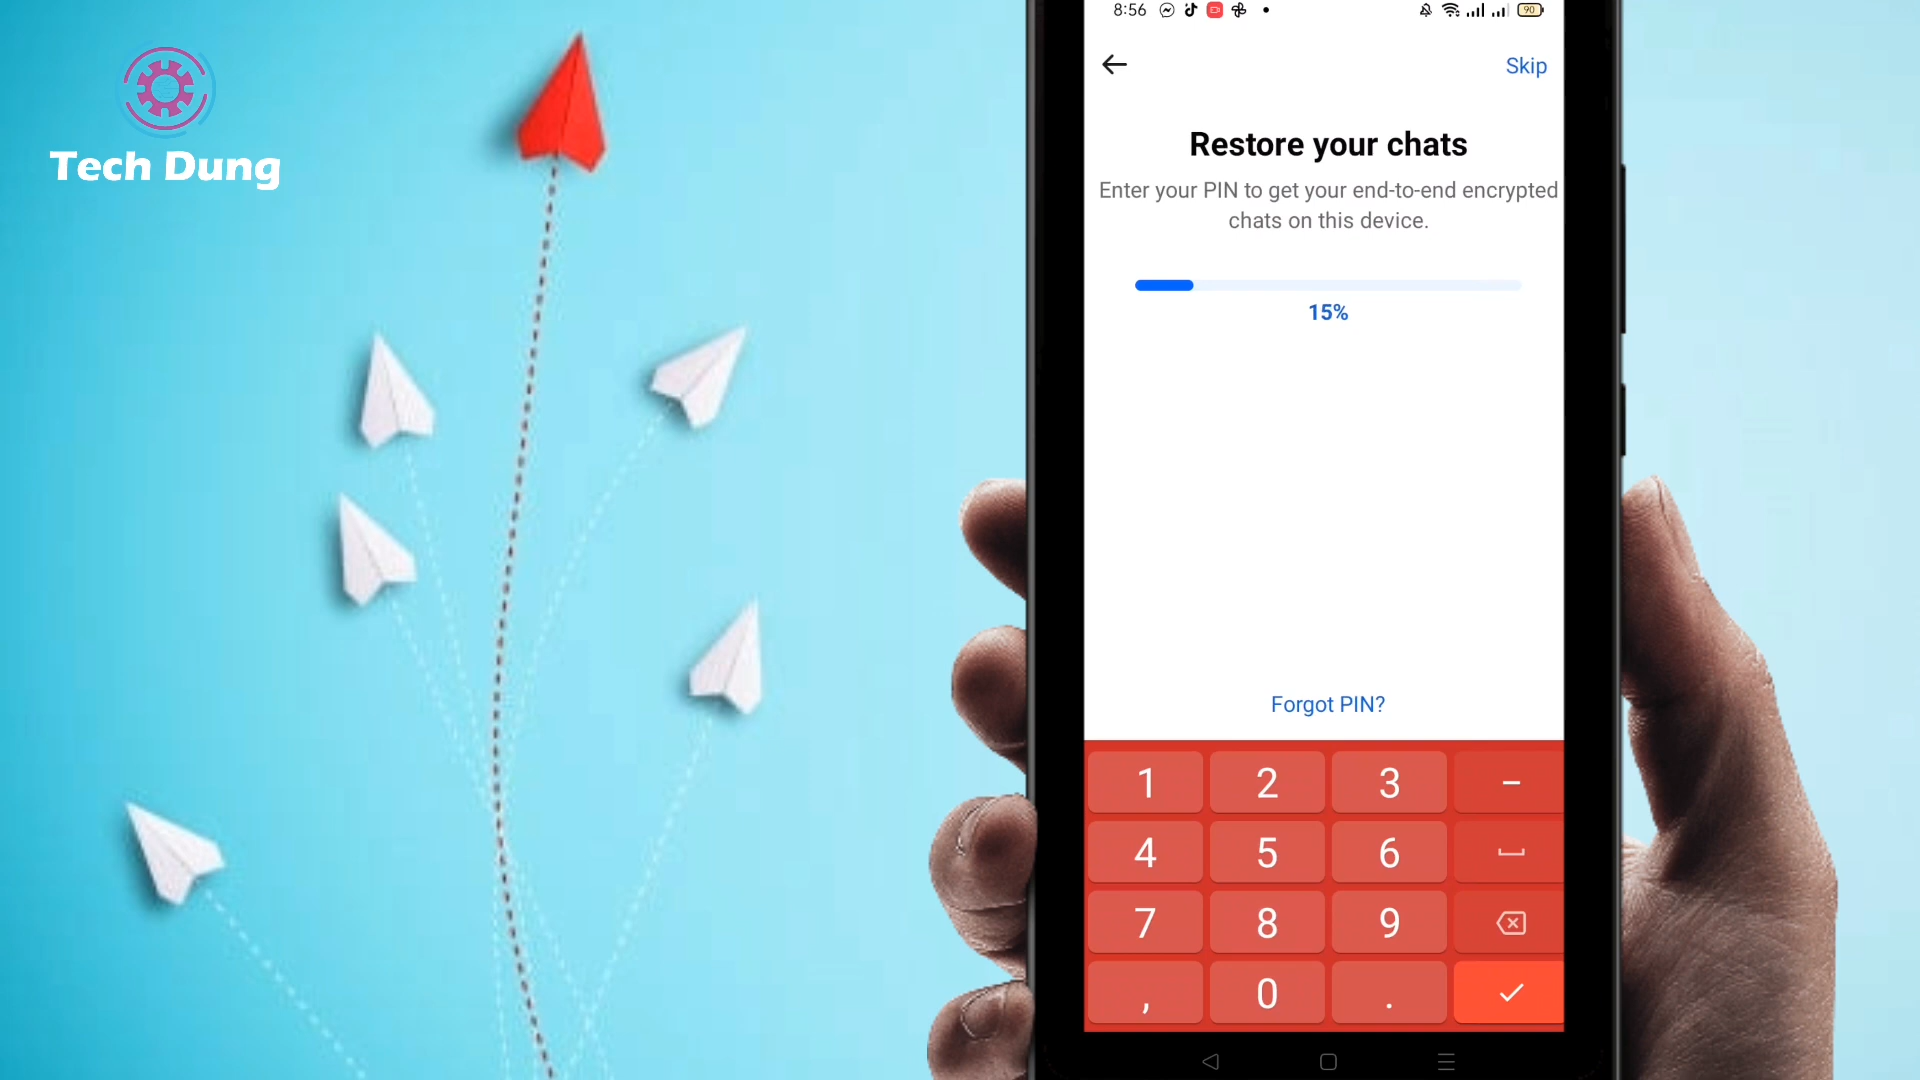 Tech Dung
8:56
90
Skip
Restore your chats
Enter your PIN to get your end-to-end encrypted
chats on this device.
15%
Forgot PIN?
1 2 3 –
4 5 6
7 8 9
, 0 .